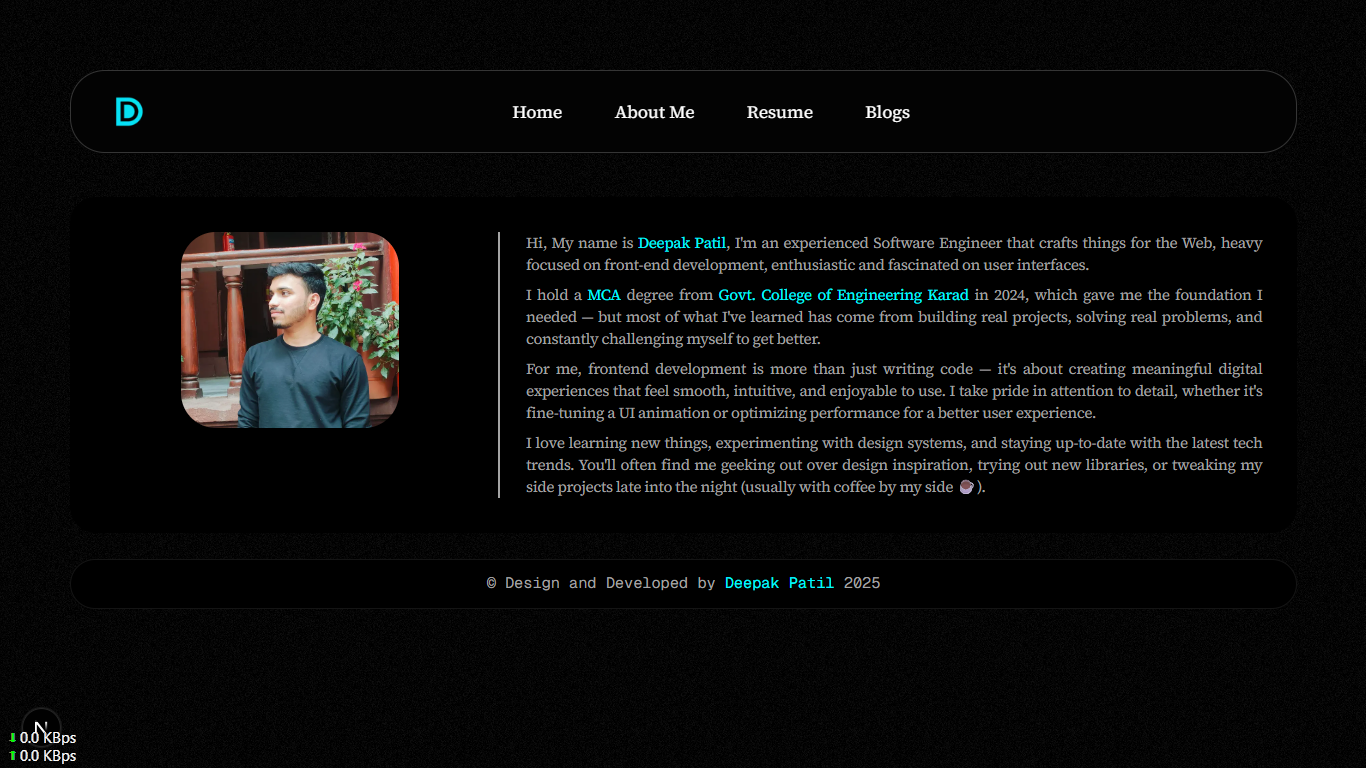 D
Home About Me Resume Blogs
Hi, My name is Deepak Patil, I'm an experienced Software Engineer that crafts things for the Web, heavy
focused on front-end development, enthusiastic and fascinated on user interfaces.
I hold a MCA degree from Govt. College of Engineering Karad in 2024, which gave me the foundation I
needed — but most of what I've learned has come from building real projects, solving real problems, and
constantly challenging myself to get better.
For me, frontend development is more than just writing code — it's about creating meaningful digital
experiences that feel smooth, intuitive, and enjoyable to use. I take pride in attention to detail, whether it's
fine-tuning a UI animation or optimizing performance for a better user experience.
I love learning new things, experimenting with design systems, and staying up-to-date with the latest tech
trends. You'll often find me geeking out over design inspiration, trying out new libraries, or tweaking my
side projects late into the night (usually with coffee by my side ☕ ).
© Design and Developed by Deepak Patil 2025
N
0.0 KBps
0.0 KBps